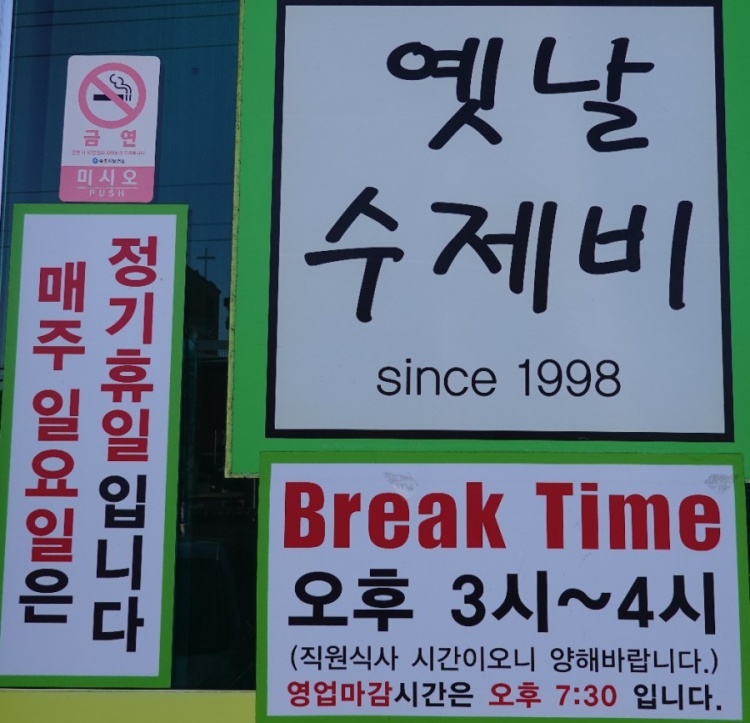 금 연
미시오
PUSH
매주 일요일은
정기휴일입니다
옛날
수제비
since 1998
Break Time
오후 3시~4시
(직원식사 시간이오니 양해바랍니다.)
영업마감시간은 오후 7:30 입니다.